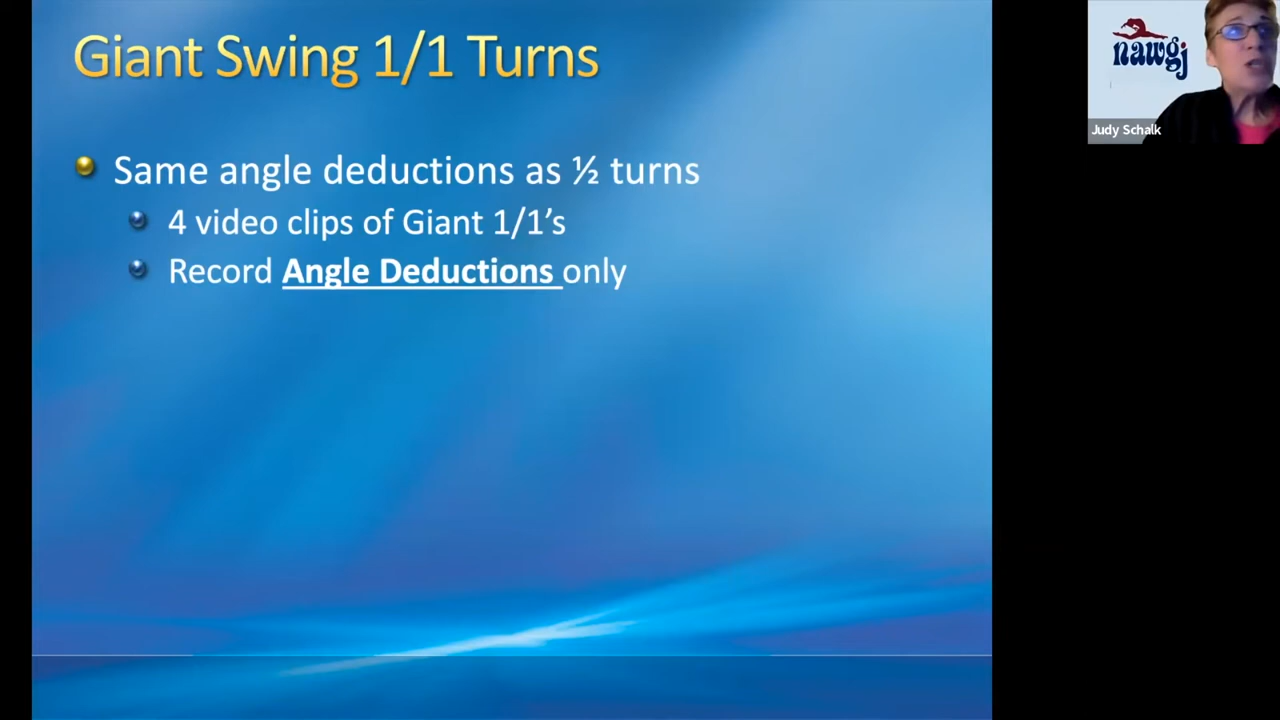 Giant Swing 1/1 Turns
Same angle deductions as ½ turns
4 video clips of Giant 1/1’s
Record Angle Deductions only
nawgj
Judy Schalk